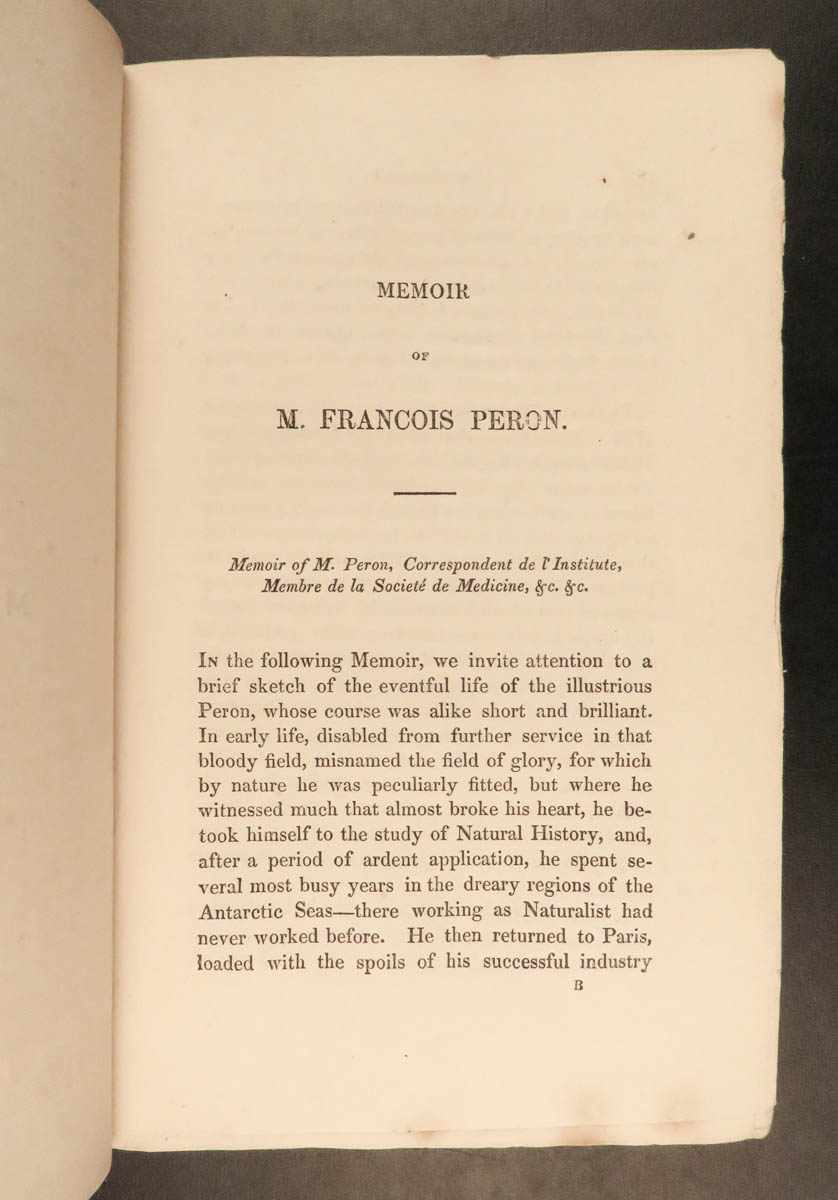 MEMOIR
OF
M. FRANCOIS PERON.
Memoir of M. Peron, Correspondent de l'Institute,
Membre de la Societé de Medicine, &c. &c.
IN the following Memoir, we invite attention to a
brief sketch of the eventful life of the illustrious
Peron, whose course was alike short and brilliant.
In early life, disabled from further service in that
bloody field, misnamed the field of glory, for which
by nature he was peculiarly fitted, but where he
witnessed much that almost broke his heart, he be-
took himself to the study of Natural History, and,
after a period of ardent application, he spent se-
veral most busy years in the dreary regions of the
Antarctic Seas—there working as Naturalist had
never worked before. He then returned to Paris,
loaded with the spoils of his successful industry
B